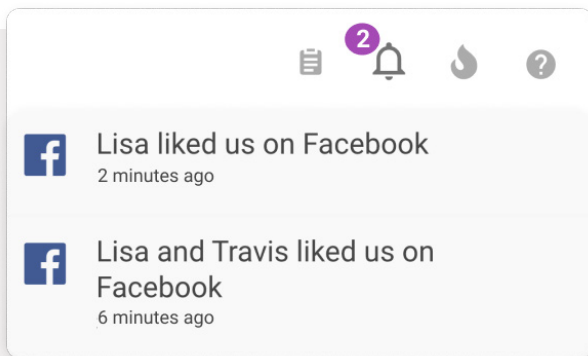 2
Lisa liked us on Facebook
2 minutes ago
Lisa and Travis liked us on
Facebook
6 minutes ago